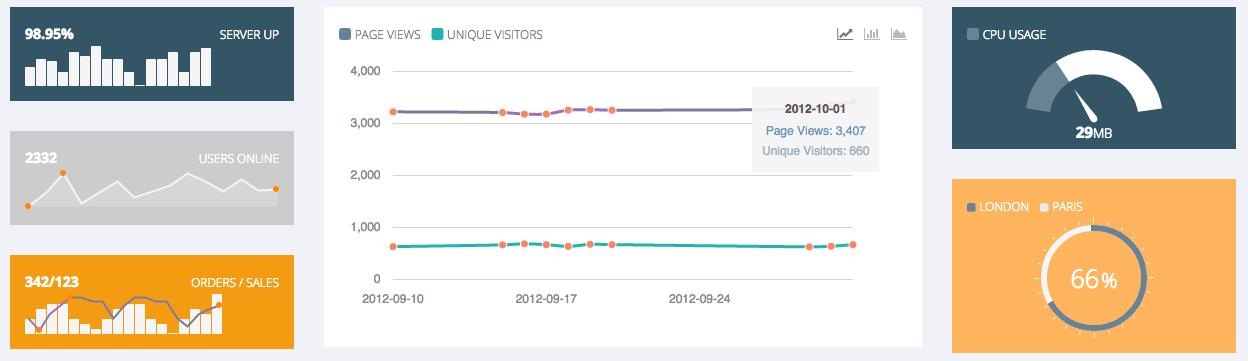 98.95% SERVER UP
2332 USERS ONLINE
342/123 ORDERS / SALES
PAGE VIEWS UNIQUE VISITORS
4,000
3,000
2,000
1,000
0
2012-09-10 2012-09-17 2012-09-24
2012-10-01
Page Views: 3,407
Unique Visitors: 660
CPU USAGE
29MB
LONDON PARIS
66%